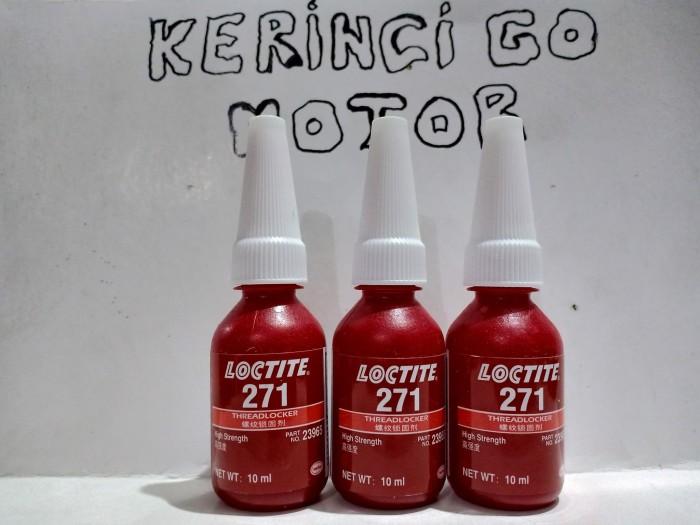 KERINCI GO
MOTOR
LOCTITE
271
THREADLOCKER
螺纹锁固剂
High Strength
高强度
PART
NO.
NET WT: 10 ml
LOCTITE
271
THREADLOCKER
螺纹锁固剂
High Strength
高强度
PART
NO.
NET WT: 10 ml
LOCTITE
271
THREADLOCKER
螺纹锁固剂
High Strength
高强度
PART
NO.
NET WT: 10 ml